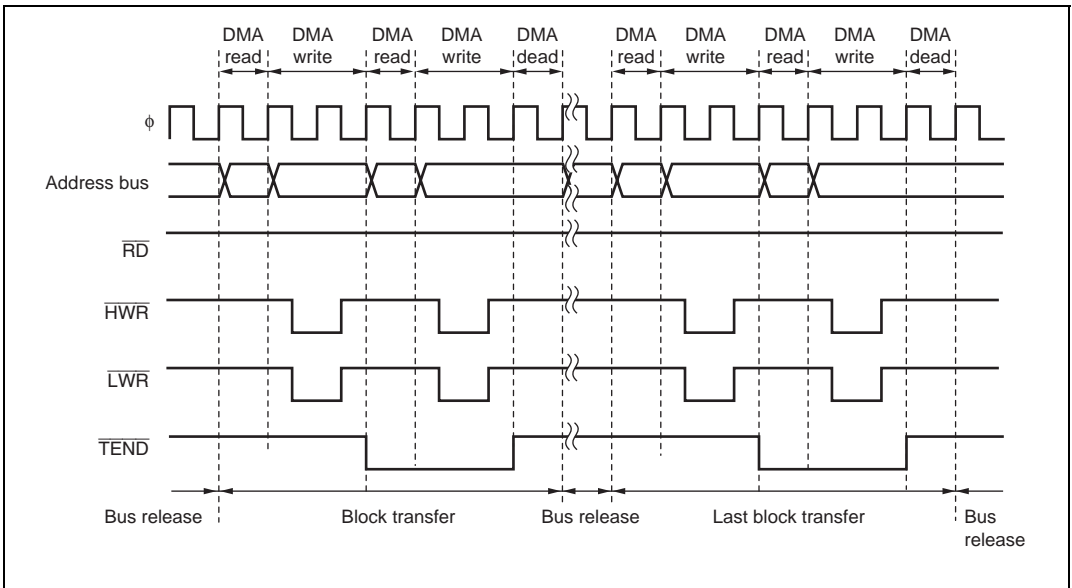 DMA read
DMA write
DMA read
DMA write
DMA dead
DMA read
DMA write
DMA read
DMA write
DMA dead
ϕ
Address bus
RD
HWR
LWR
TEND
Bus release
Block transfer
Bus release
Last block transfer
Bus
release